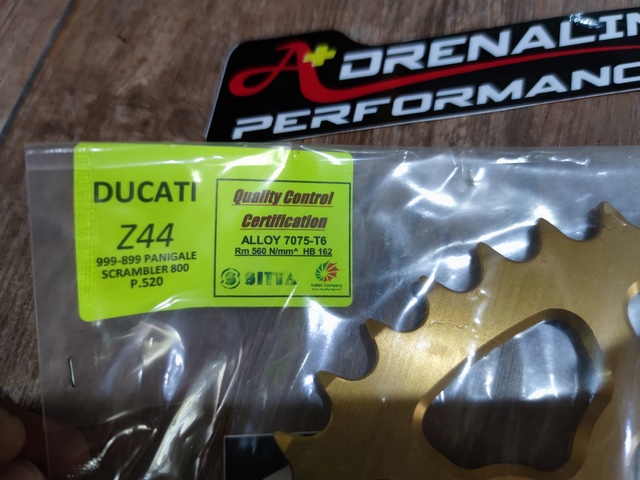 A+DRENALIN
PERFORMANC
DUCATI
Z44
999-899 PANIGALE
SCRAMBLER 800
P.520
Quality Control
Certification
ALLOY 7075-T6
Rm 560 N/mm^ HB 162
SITTA